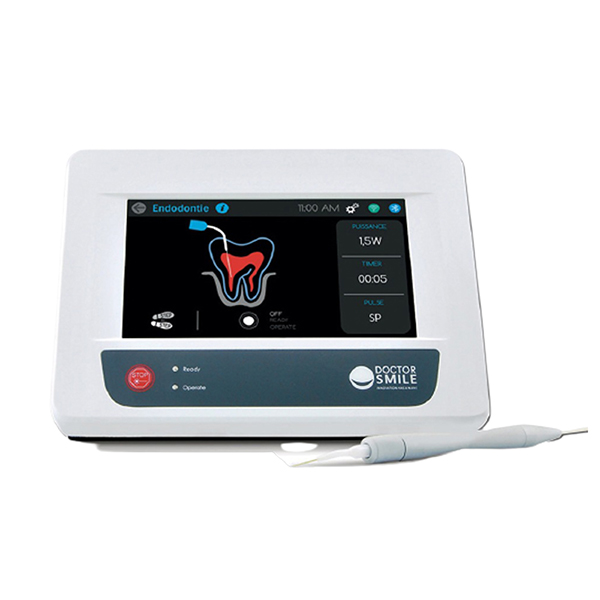 Endodontie i 11:00 AM
PUISSANCE
1,5W
TIMER
00:05
PULSE
SP
OFF
READY
OPERATE
STEP
STOP
Ready
Operate
DOCTOR
SMILE